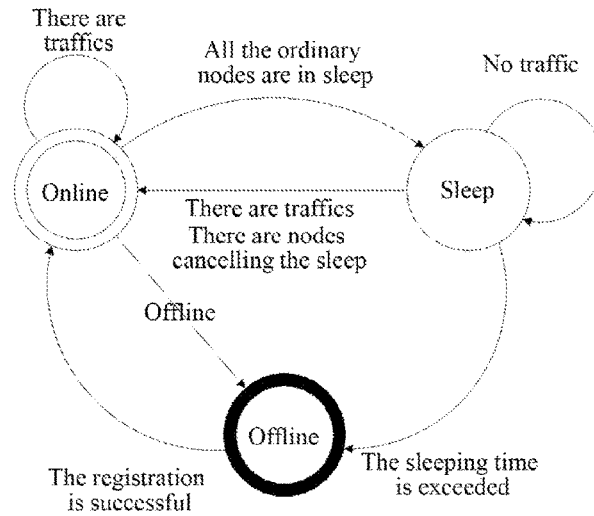 There are
traffics
All the ordinary
nodes are in sleep
No traffic
Online
Sleep
There are traffics
There are nodes
cancelling the sleep
Offline
Offline
The registration
is successful
The sleeping time
is exceeded